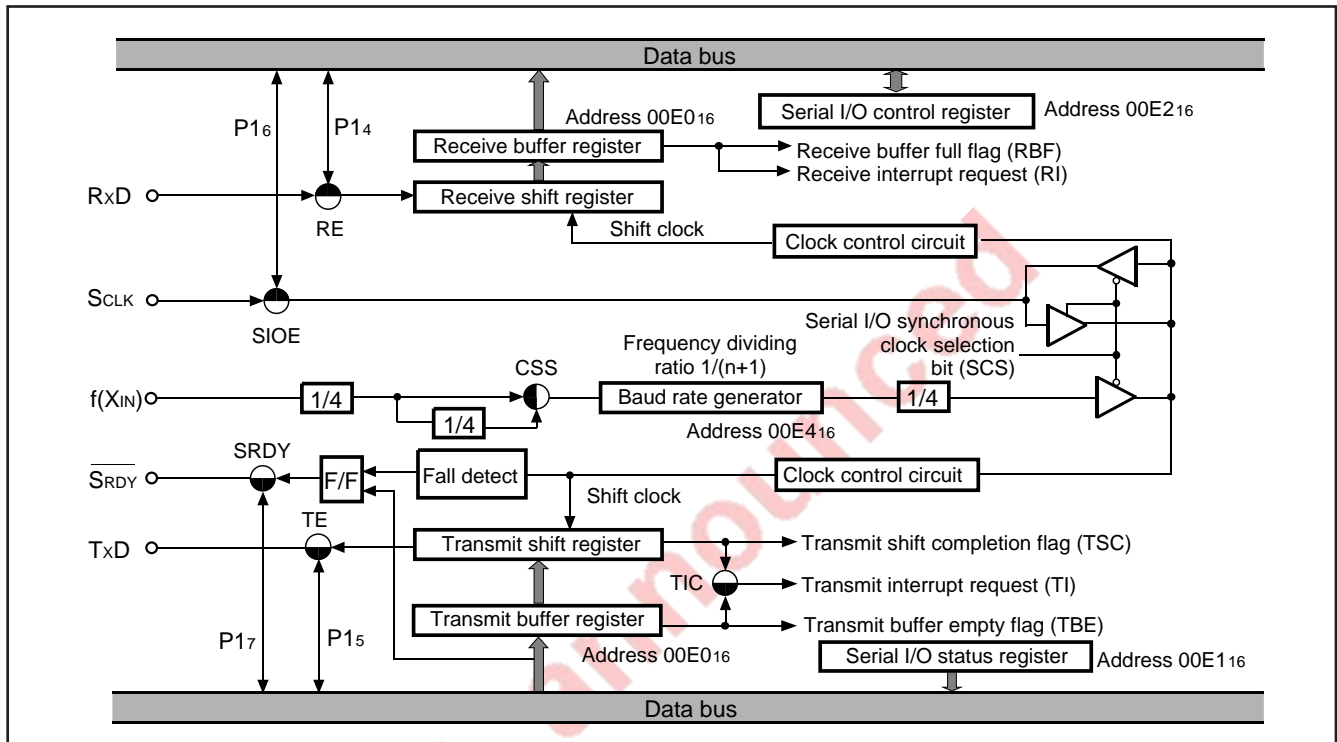 Data bus
P16
P14
Address 00E016
Serial I/O control register
Address 00E216
Receive buffer register
Receive buffer full flag (RBF)
Receive interrupt request (RI)
RxD
Receive shift register
RE
Shift clock
Clock control circuit
SCLK
SIOE
Serial I/O synchronous
clock selection
bit (SCS)
Frequency dividing
ratio 1/(n+1)
CSS
f(XIN)
1/4
1/4
Baud rate generator
1/4
Address 00E416
SRDY
SRDY
F/F
Fall detect
Clock control circuit
Shift clock
TE
TxD
Transmit shift register
Transmit shift completion flag (TSC)
TIC
Transmit interrupt request (TI)
Transmit buffer register
Transmit buffer empty flag (TBE)
P17
P15
Address 00E016
Serial I/O status register
Address 00E116
Data bus
announced